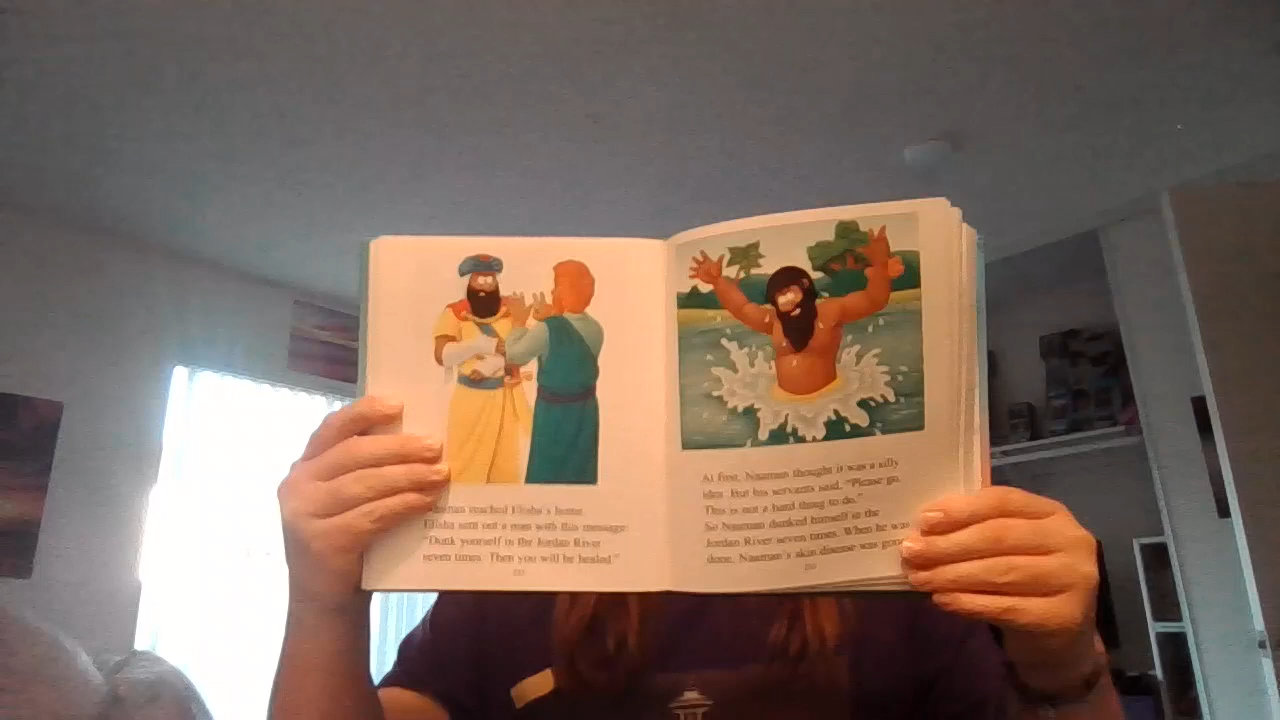 reached Elisha's home.
Elisha sent out a man with this message:
"Dunk yourself in the Jordan River
seven times. Then you will be healed."
At first, Naaman thought it was a silly
idea. But his servants said, "Please go.
This is not a hard thing to do."
So Naaman dunked himself in the
Jordan River seven times. When he was
done, Naaman's skin disease was gone